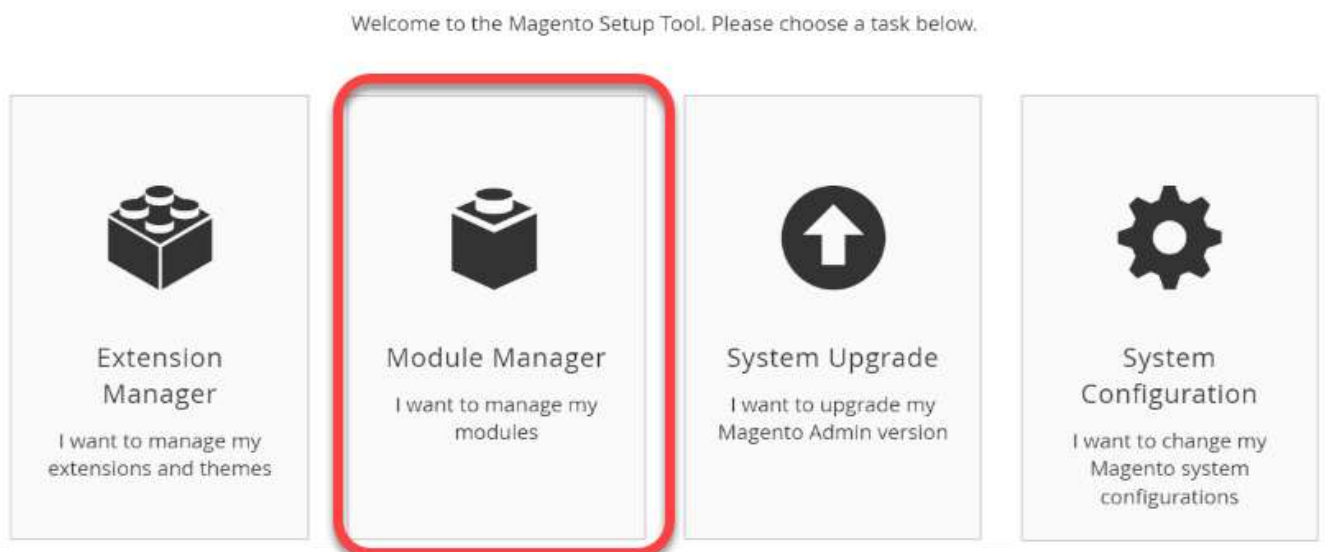 Welcome to the Magento Setup Tool. Please choose a task below.
Extension
Manager
I want to manage my
extensions and themes
Module Manager
I want to manage my
modules
System Upgrade
I want to upgrade my
Magento Admin version
System
Configuration
I want to change my
Magento system
configurations